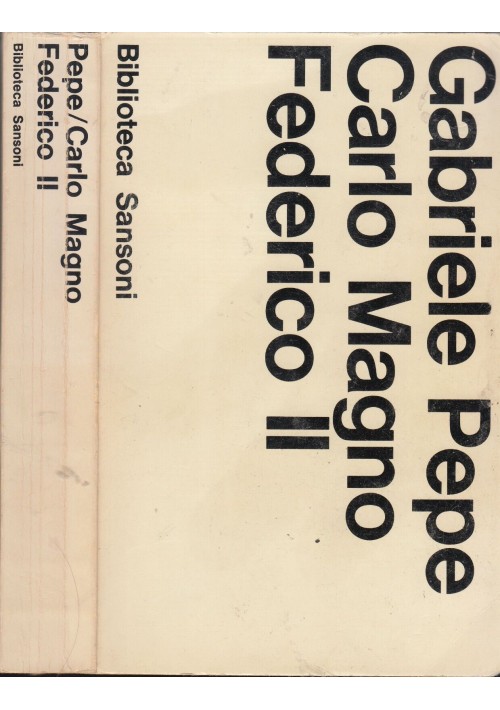 Gabriele Pepe
Carlo Magno
Federico II
Biblioteca Sansoni
Pepe/Carlo Magno
Federico II
Biblioteca Sansoni